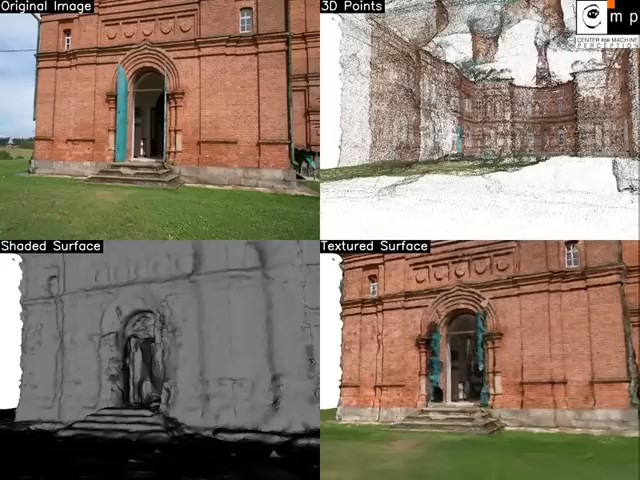 Original Image
3D Points
m p
CENTER FOR MACHINE
PERCEPTION
Shaded Surface
Textured Surface